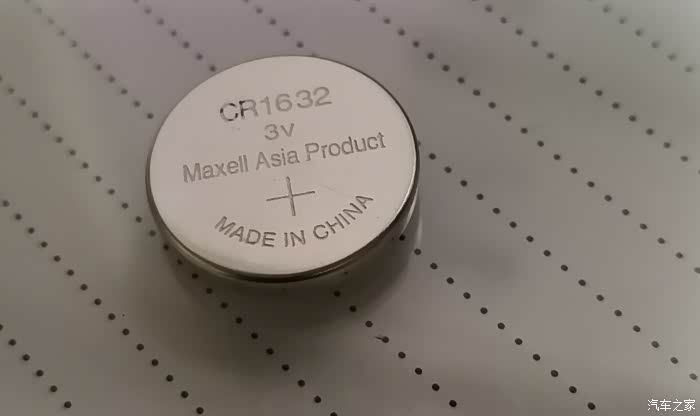 CR1632
3V
Maxell Asia Product
+
MADE IN CHINA
汽车之家